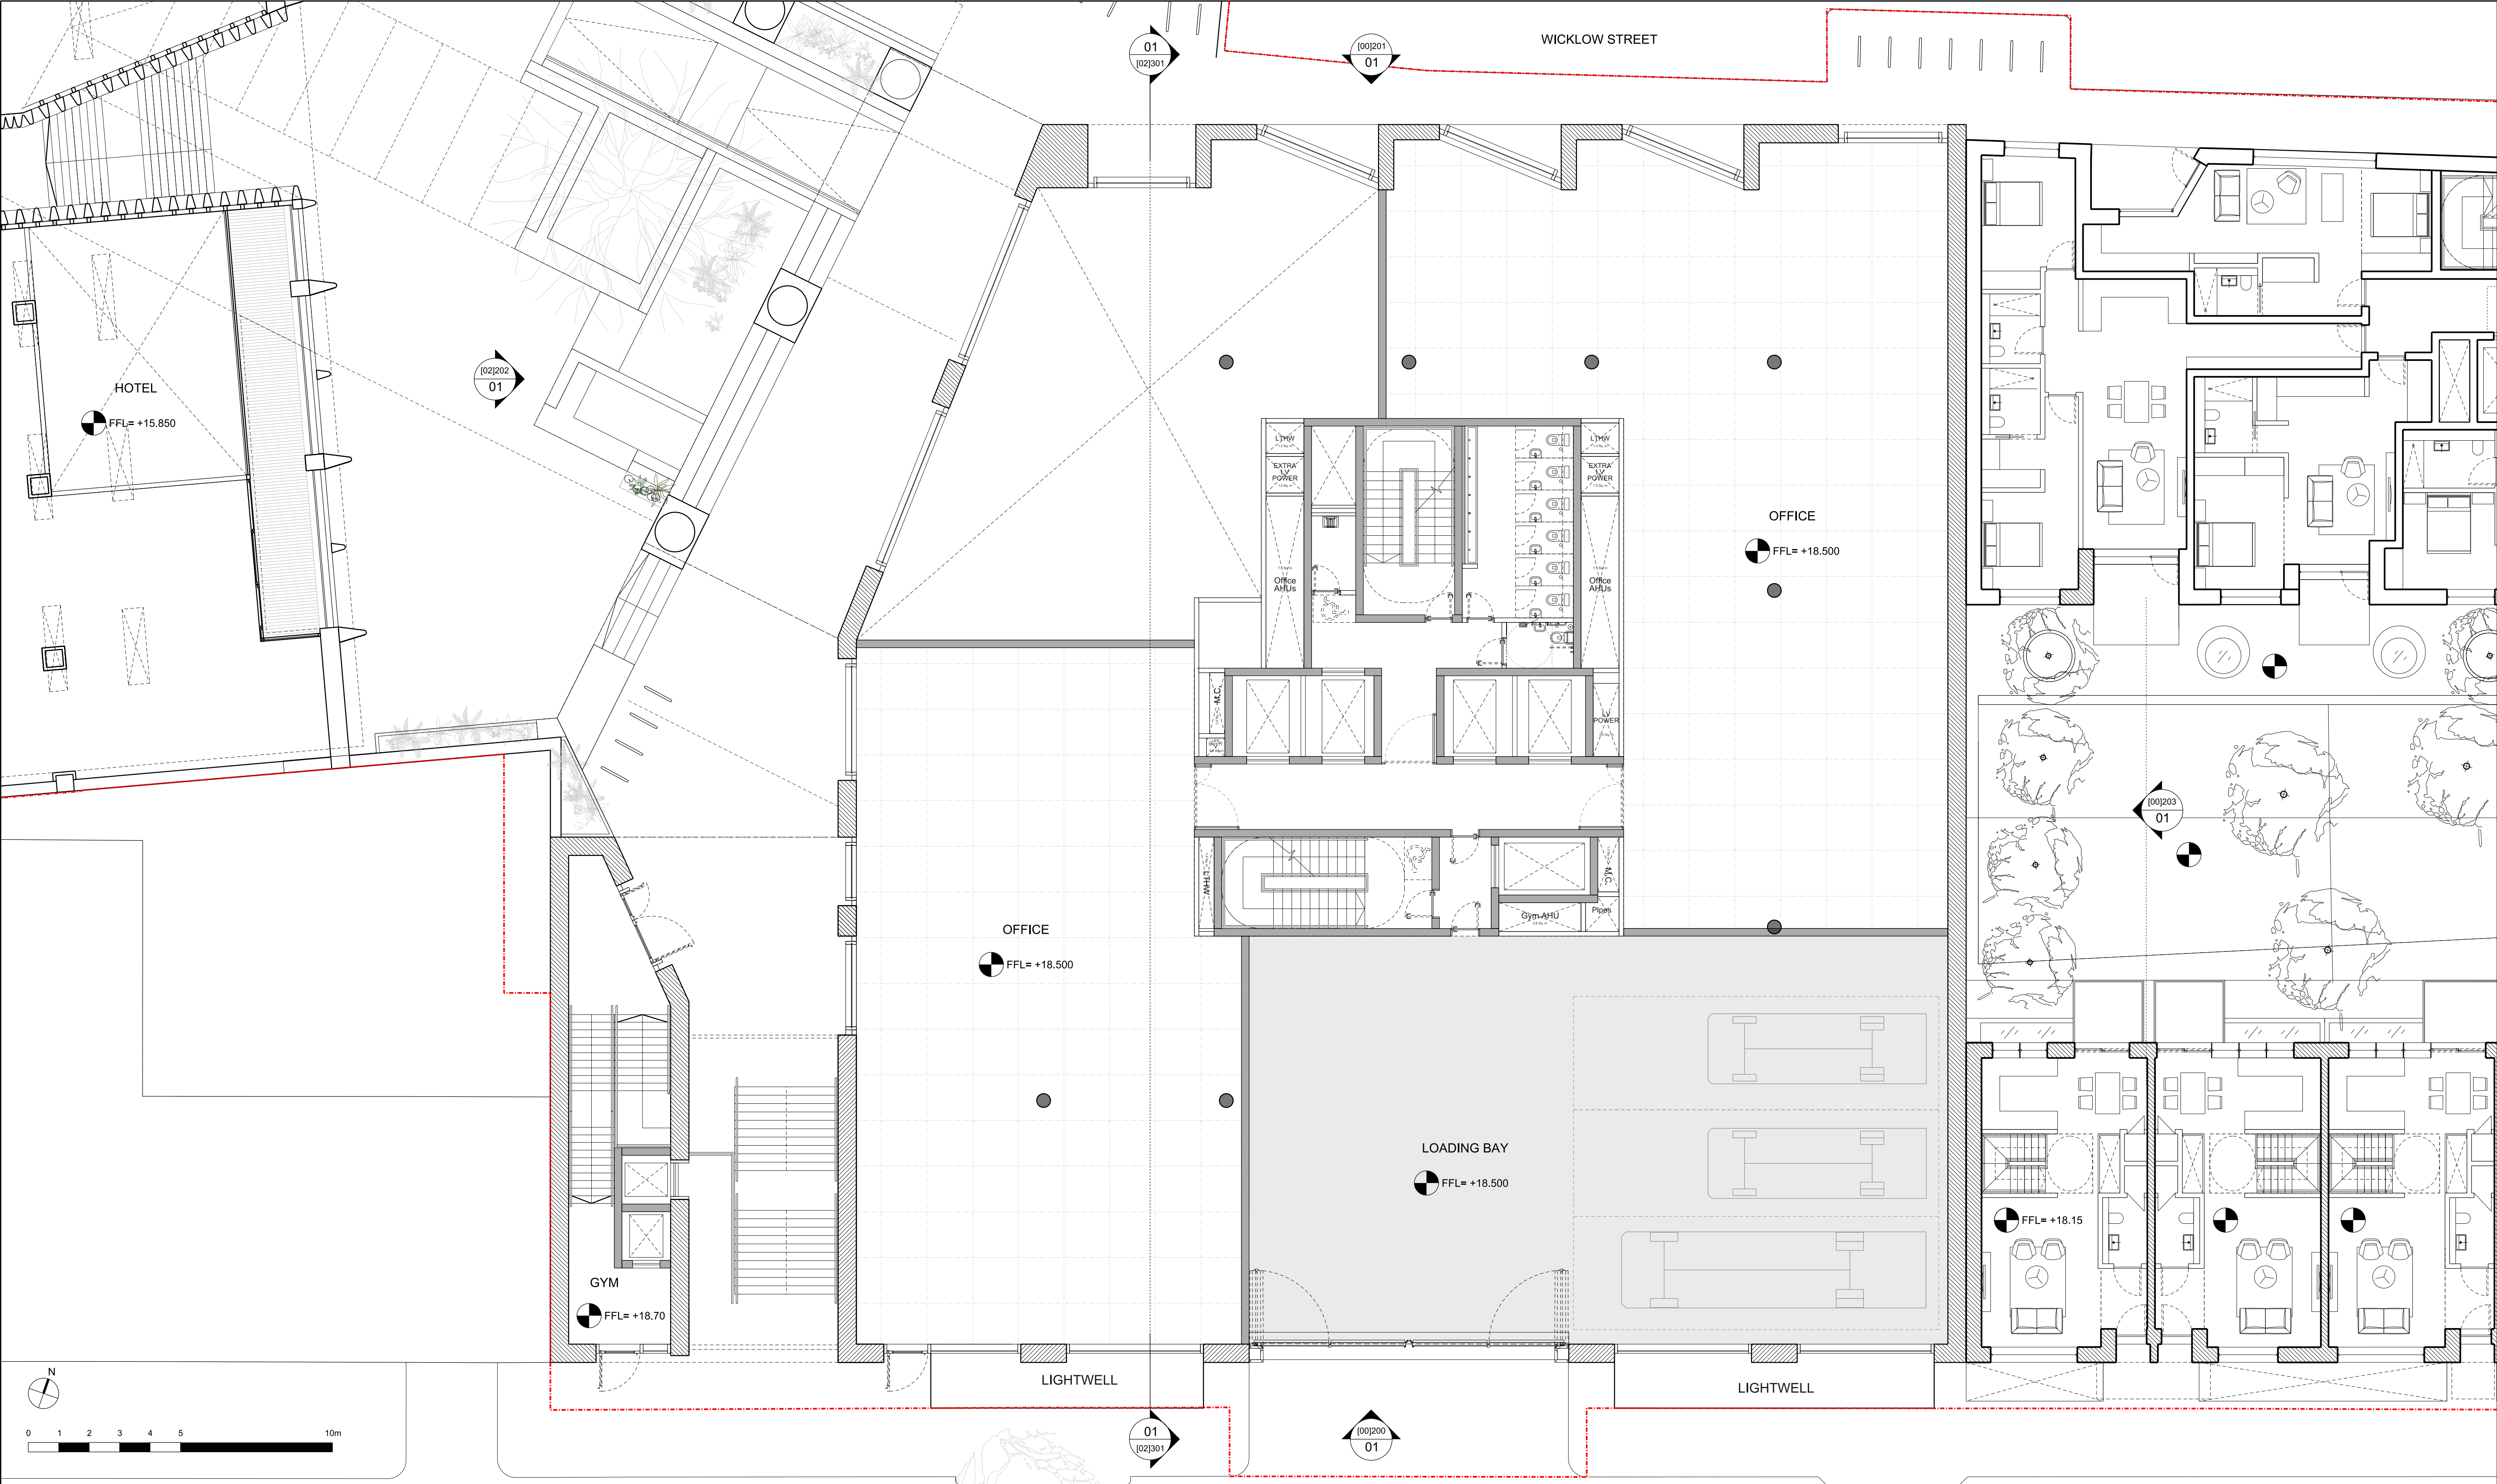 WICKLOW STREET
01
[02]301
[00]201
01
HOTEL
FFL= +15.850
[02]202
01
LTHW
EXTRA
LV
POWER
Office
AHUs
LTHW
EXTRA
LV
POWER
Office
AHUs
OFFICE
FFL= +18.500
M.C.
LV
POWER
[00]203
01
LTHW
M.C.
Gym AHU
Pipes
OFFICE
FFL= +18.500
LOADING BAY
FFL= +18.500
FFL= +18.15
GYM
FFL= +18.70
LIGHTWELL
LIGHTWELL
N
0 1 2 3 4 5 10m
01
[02]301
[00]200
01